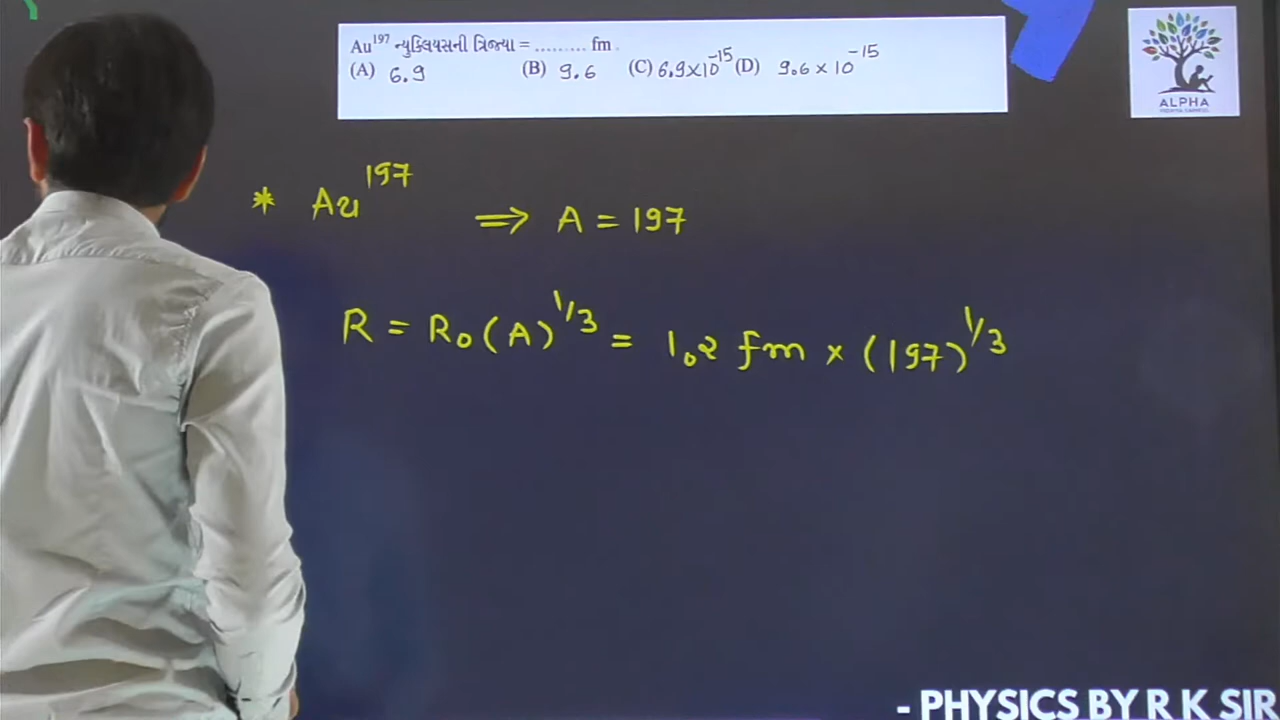 Au¹⁹⁷ ન્યુક્લિયસની ત્રિજ્યા = ......... fm.
(A) 6.9 (B) 9.6 (C) 6.9×10⁻¹⁵ (D) 9.6 × 10⁻¹⁵
ALPHA
* Au¹⁹⁷ ⟹ A = 197
R = R₀(A)^1/3 = 1.2 fm × (197)^1/3
- PHYSICS BY R K SIR